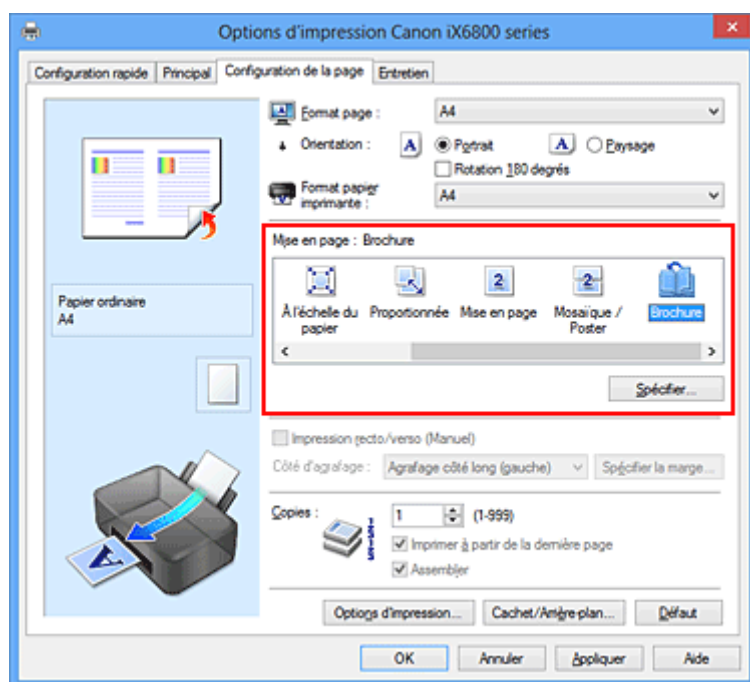 Options d'impression Canon iX6800 series
Configuration rapide Principal Configuration de la page Entretien
Format page : A4
Orientation : A Portrait A Paysage
Rotation 180 degrés
Format papier
imprimante : A4
Mise en page : Brochure
À l'échelle du
papier
Proportionnée
Mise en page
Mosaïque /
Poster
Brochure
Spécifier...
Papier ordinaire
A4
Impression recto/verso (Manuel)
Côté d'agrafage : Agrafage côté long (gauche) Spécifier la marge...
Copies : 1 (1-999)
Imprimer à partir de la dernière page
Assembler
Options d'impression... Cachet/Arrière-plan... Défaut
OK Annuler Appliquer Aide